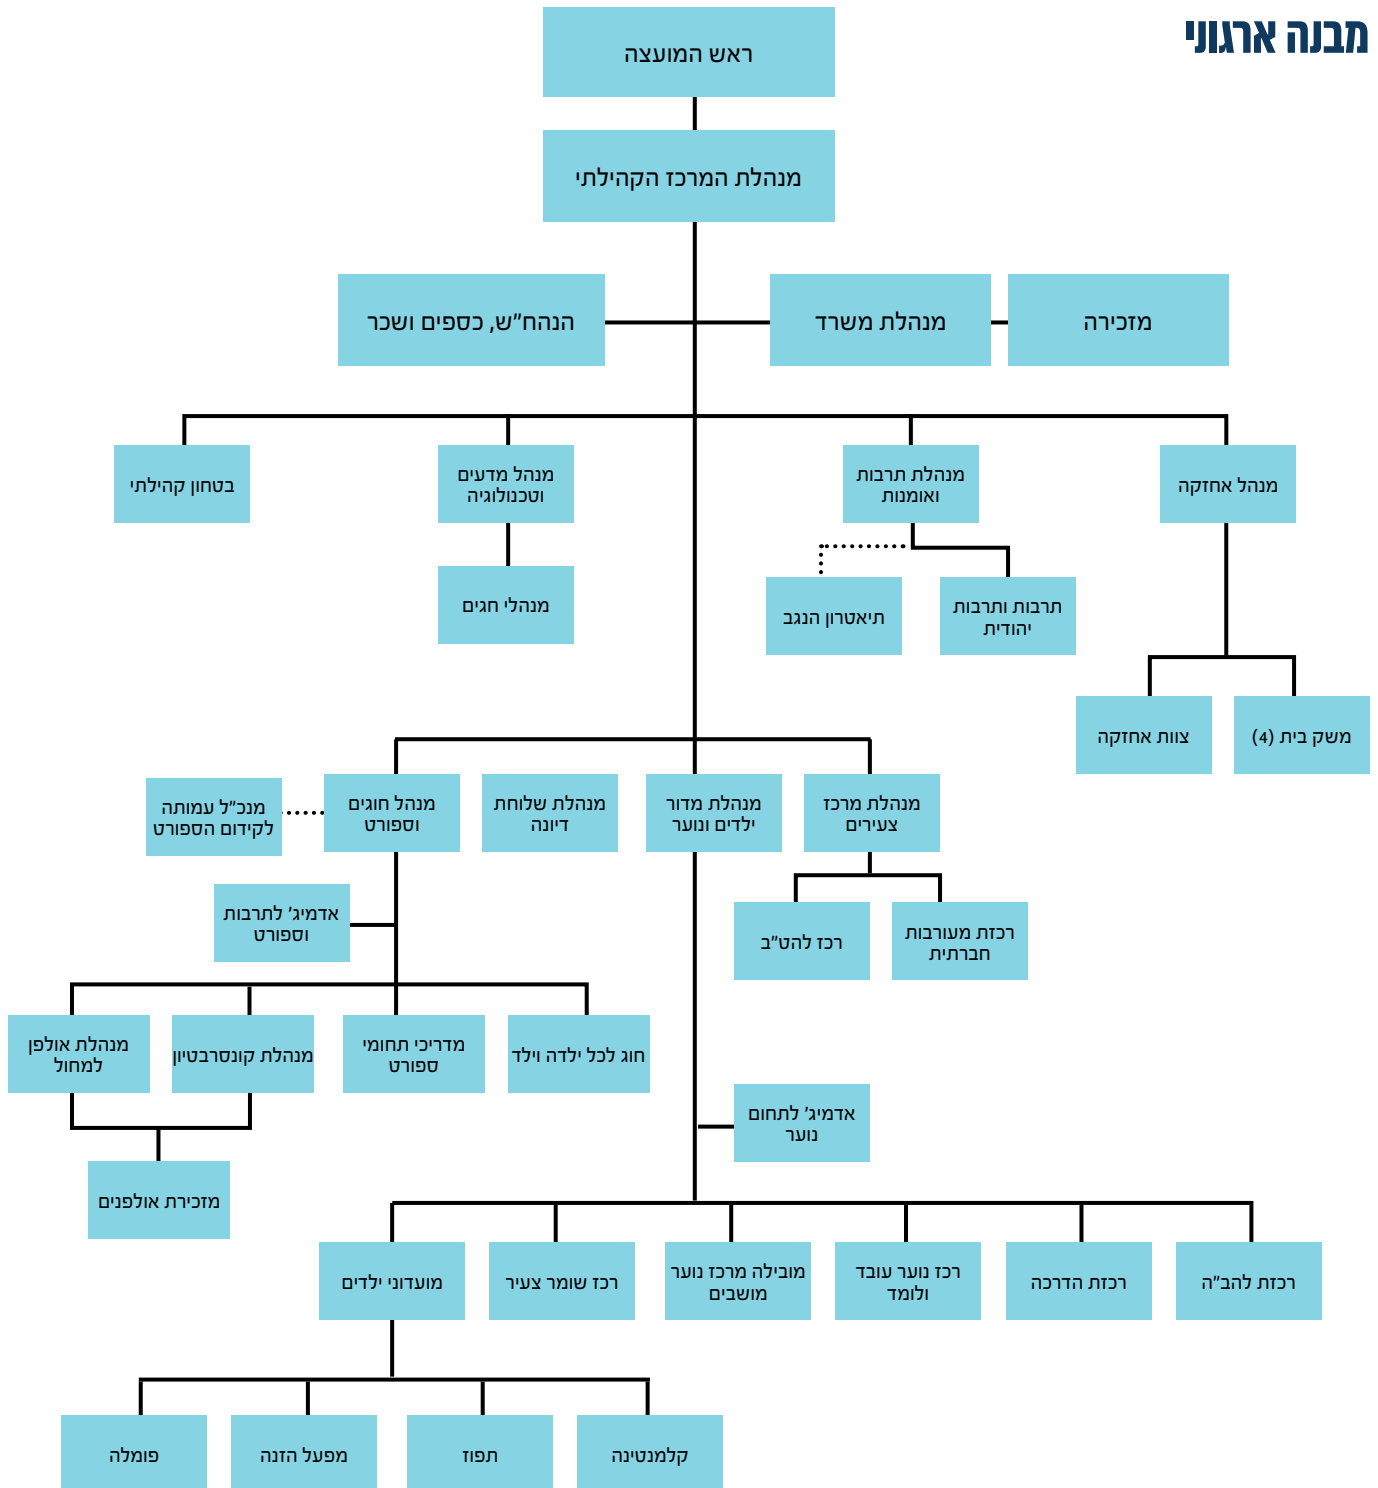 מבנה ארגוני
ראש המועצה
מנהלת המרכז הקהילתי
מזכירה
מנהלת משרד
הנהח"ש, כספים ושכר
מנהל אחזקה
מנהלת תרבות
ואומנות
מנהל מדעים
וטכנולוגיה
בטחון קהילתי
תרבות ותרבות
יהודית
תיאטרון הנגב
מנהלי חגים
משק בית (4)
צוות אחזקה
מנהלת מרכז
צעירים
מנהלת מדור
ילדים ונוער
מנהלת שלוחת
דיונה
מנהל חוגים
וספורט
מנכ"ל עמותה
לקידום הספורט
רכזת מעורבות
חברתית
רכז להט"ב
אדמיג' לתרבות
וספורט
חוג לכל ילדה וילד
מדריכי תחומי
ספורט
מנהלת קונסרבטיון
מנהלת אולפן
למחול
אדמיג' לתחום
נוער
מזכירת אולפנים
רכזת להב"ה
רכזת הדרכה
רכז נוער עובד
ולומד
מובילה מרכז נוער
מושבים
רכז שומר צעיר
מועדוני ילדים
קלמנטינה
תפוז
מפעל הזנה
פומלה